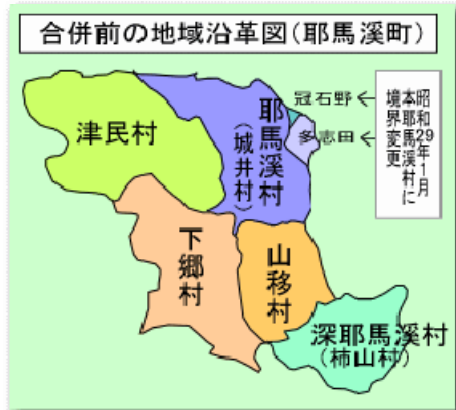 合併前の地域沿革図(耶馬溪町)
津民村
耶馬溪村
(城井村)
冠石野←
多志田←
昭和29年1月
本耶馬溪村に
境界変更
下郷村
山移村
深耶馬溪村
(柿山村)